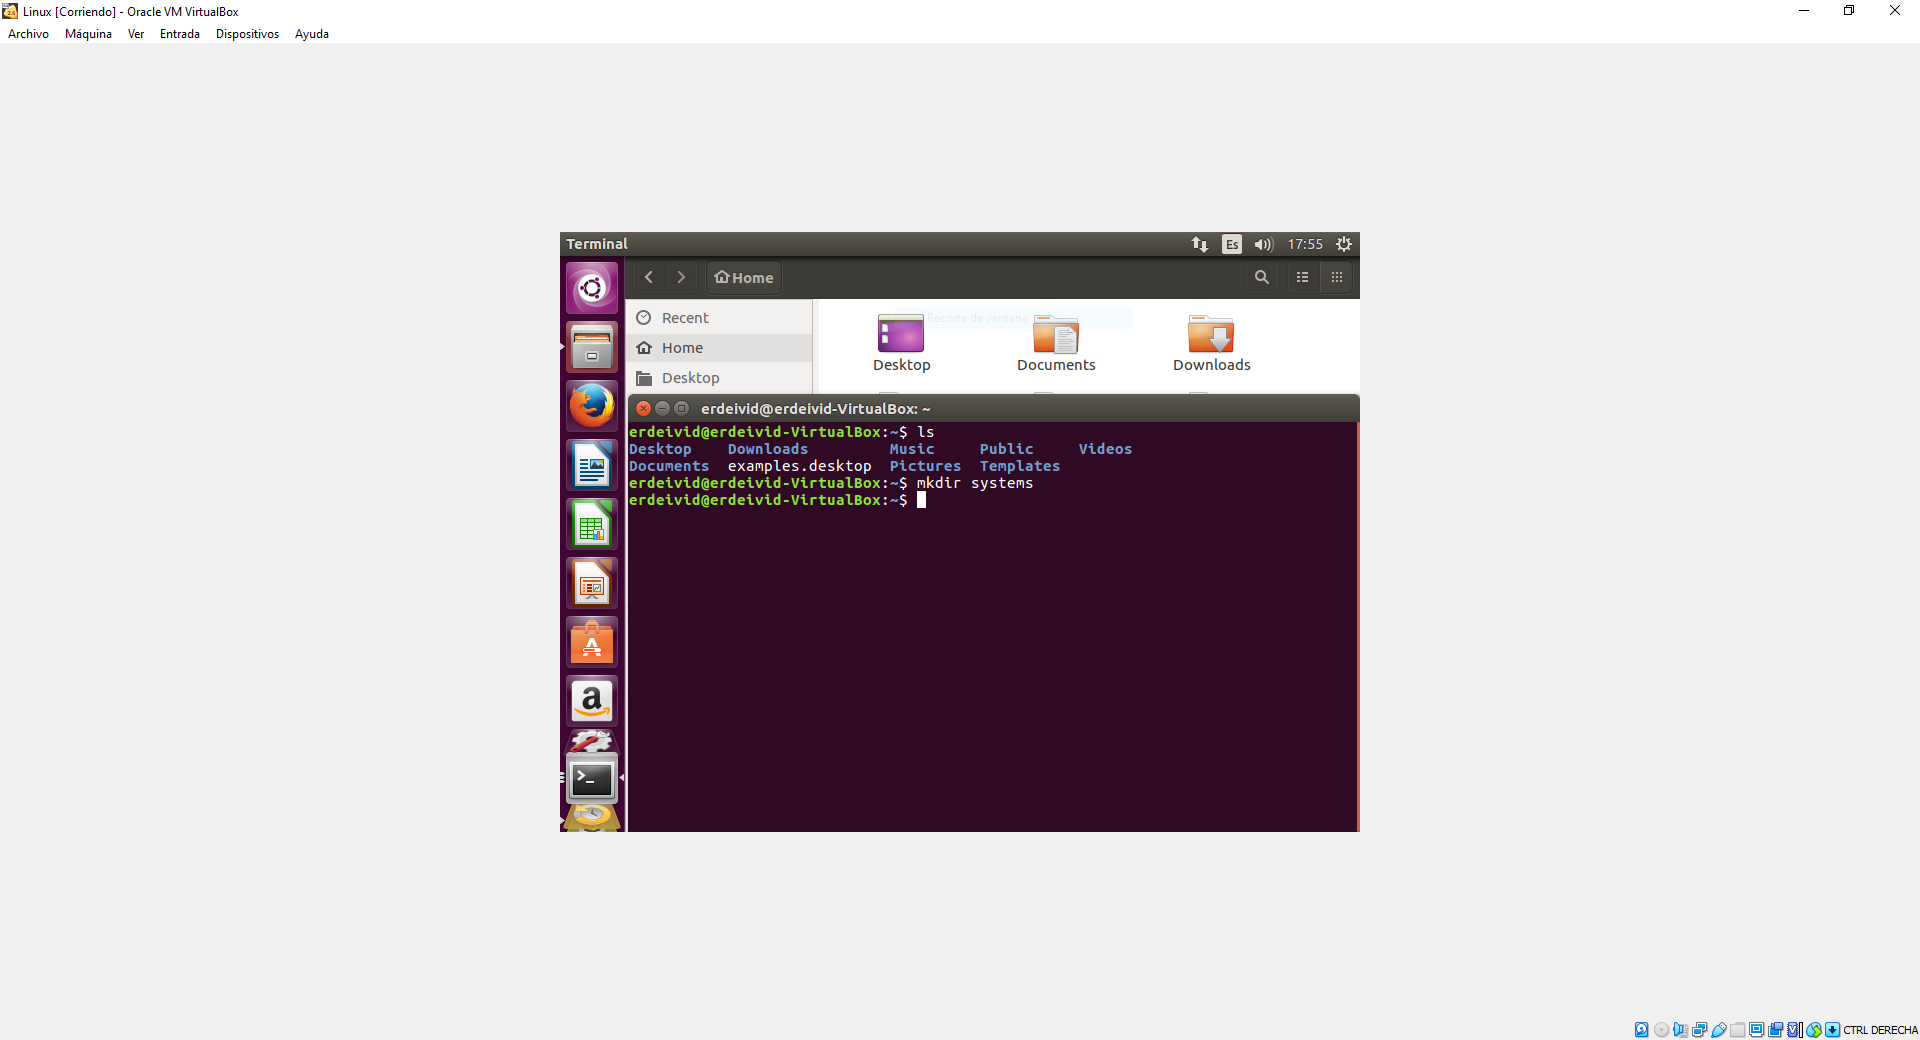 Linux [Corriendo] - Oracle VM VirtualBox
Archivo Máquina Ver Entrada Dispositivos Ayuda
Terminal Es 17:55
Home
Recent
Home
Desktop
Recorte de ventana
Desktop Documents Downloads
erdeivid@erdeivid-VirtualBox: ~
erdeivid@erdeivid-VirtualBox:~$ ls
Desktop Downloads Music Public Videos
Documents examples.desktop Pictures Templates
erdeivid@erdeivid-VirtualBox:~$ mkdir systems
erdeivid@erdeivid-VirtualBox:~$
CTRL DERECHA